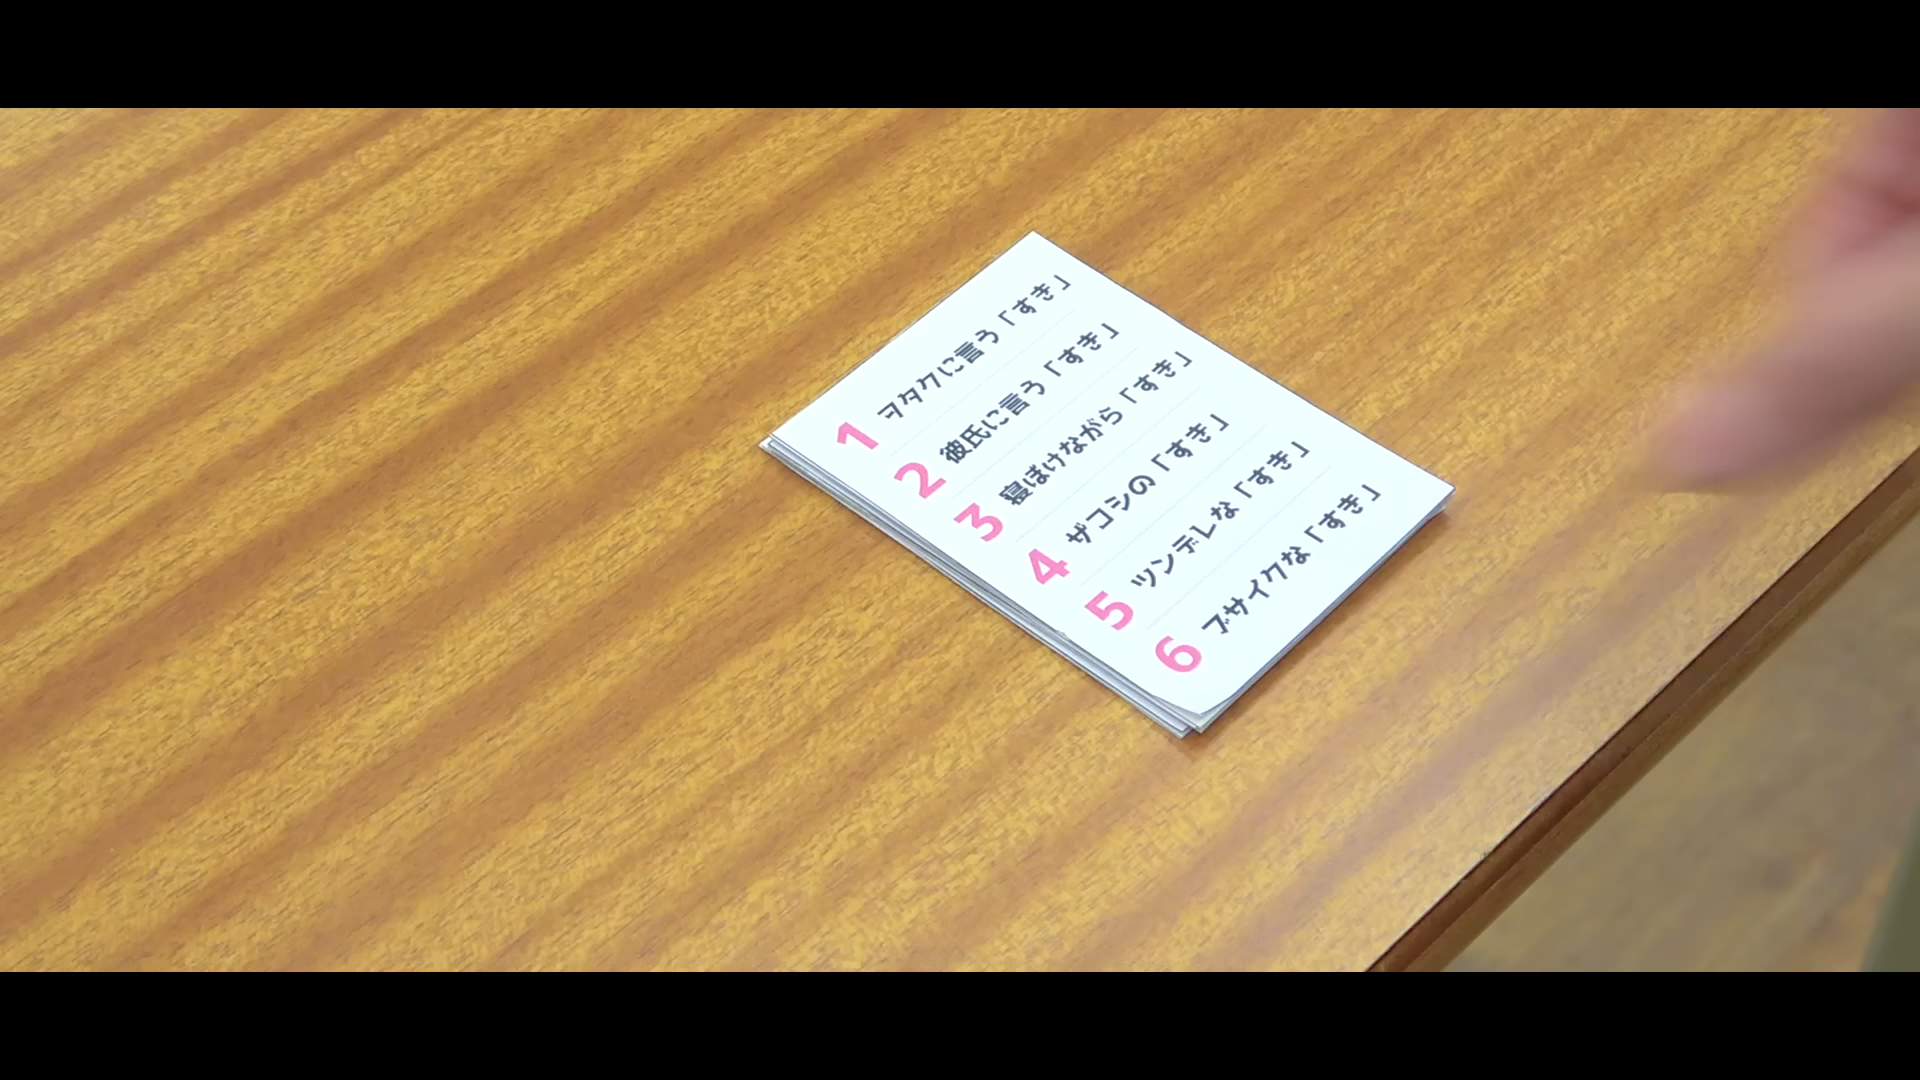 1 ヲタクに言う「すき」
2 彼氏に言う「すき」
3 寝ぼけながら「すき」
4 ザコシの「すき」
5 ツンデレな「すき」
6 ブサイクな「すき」